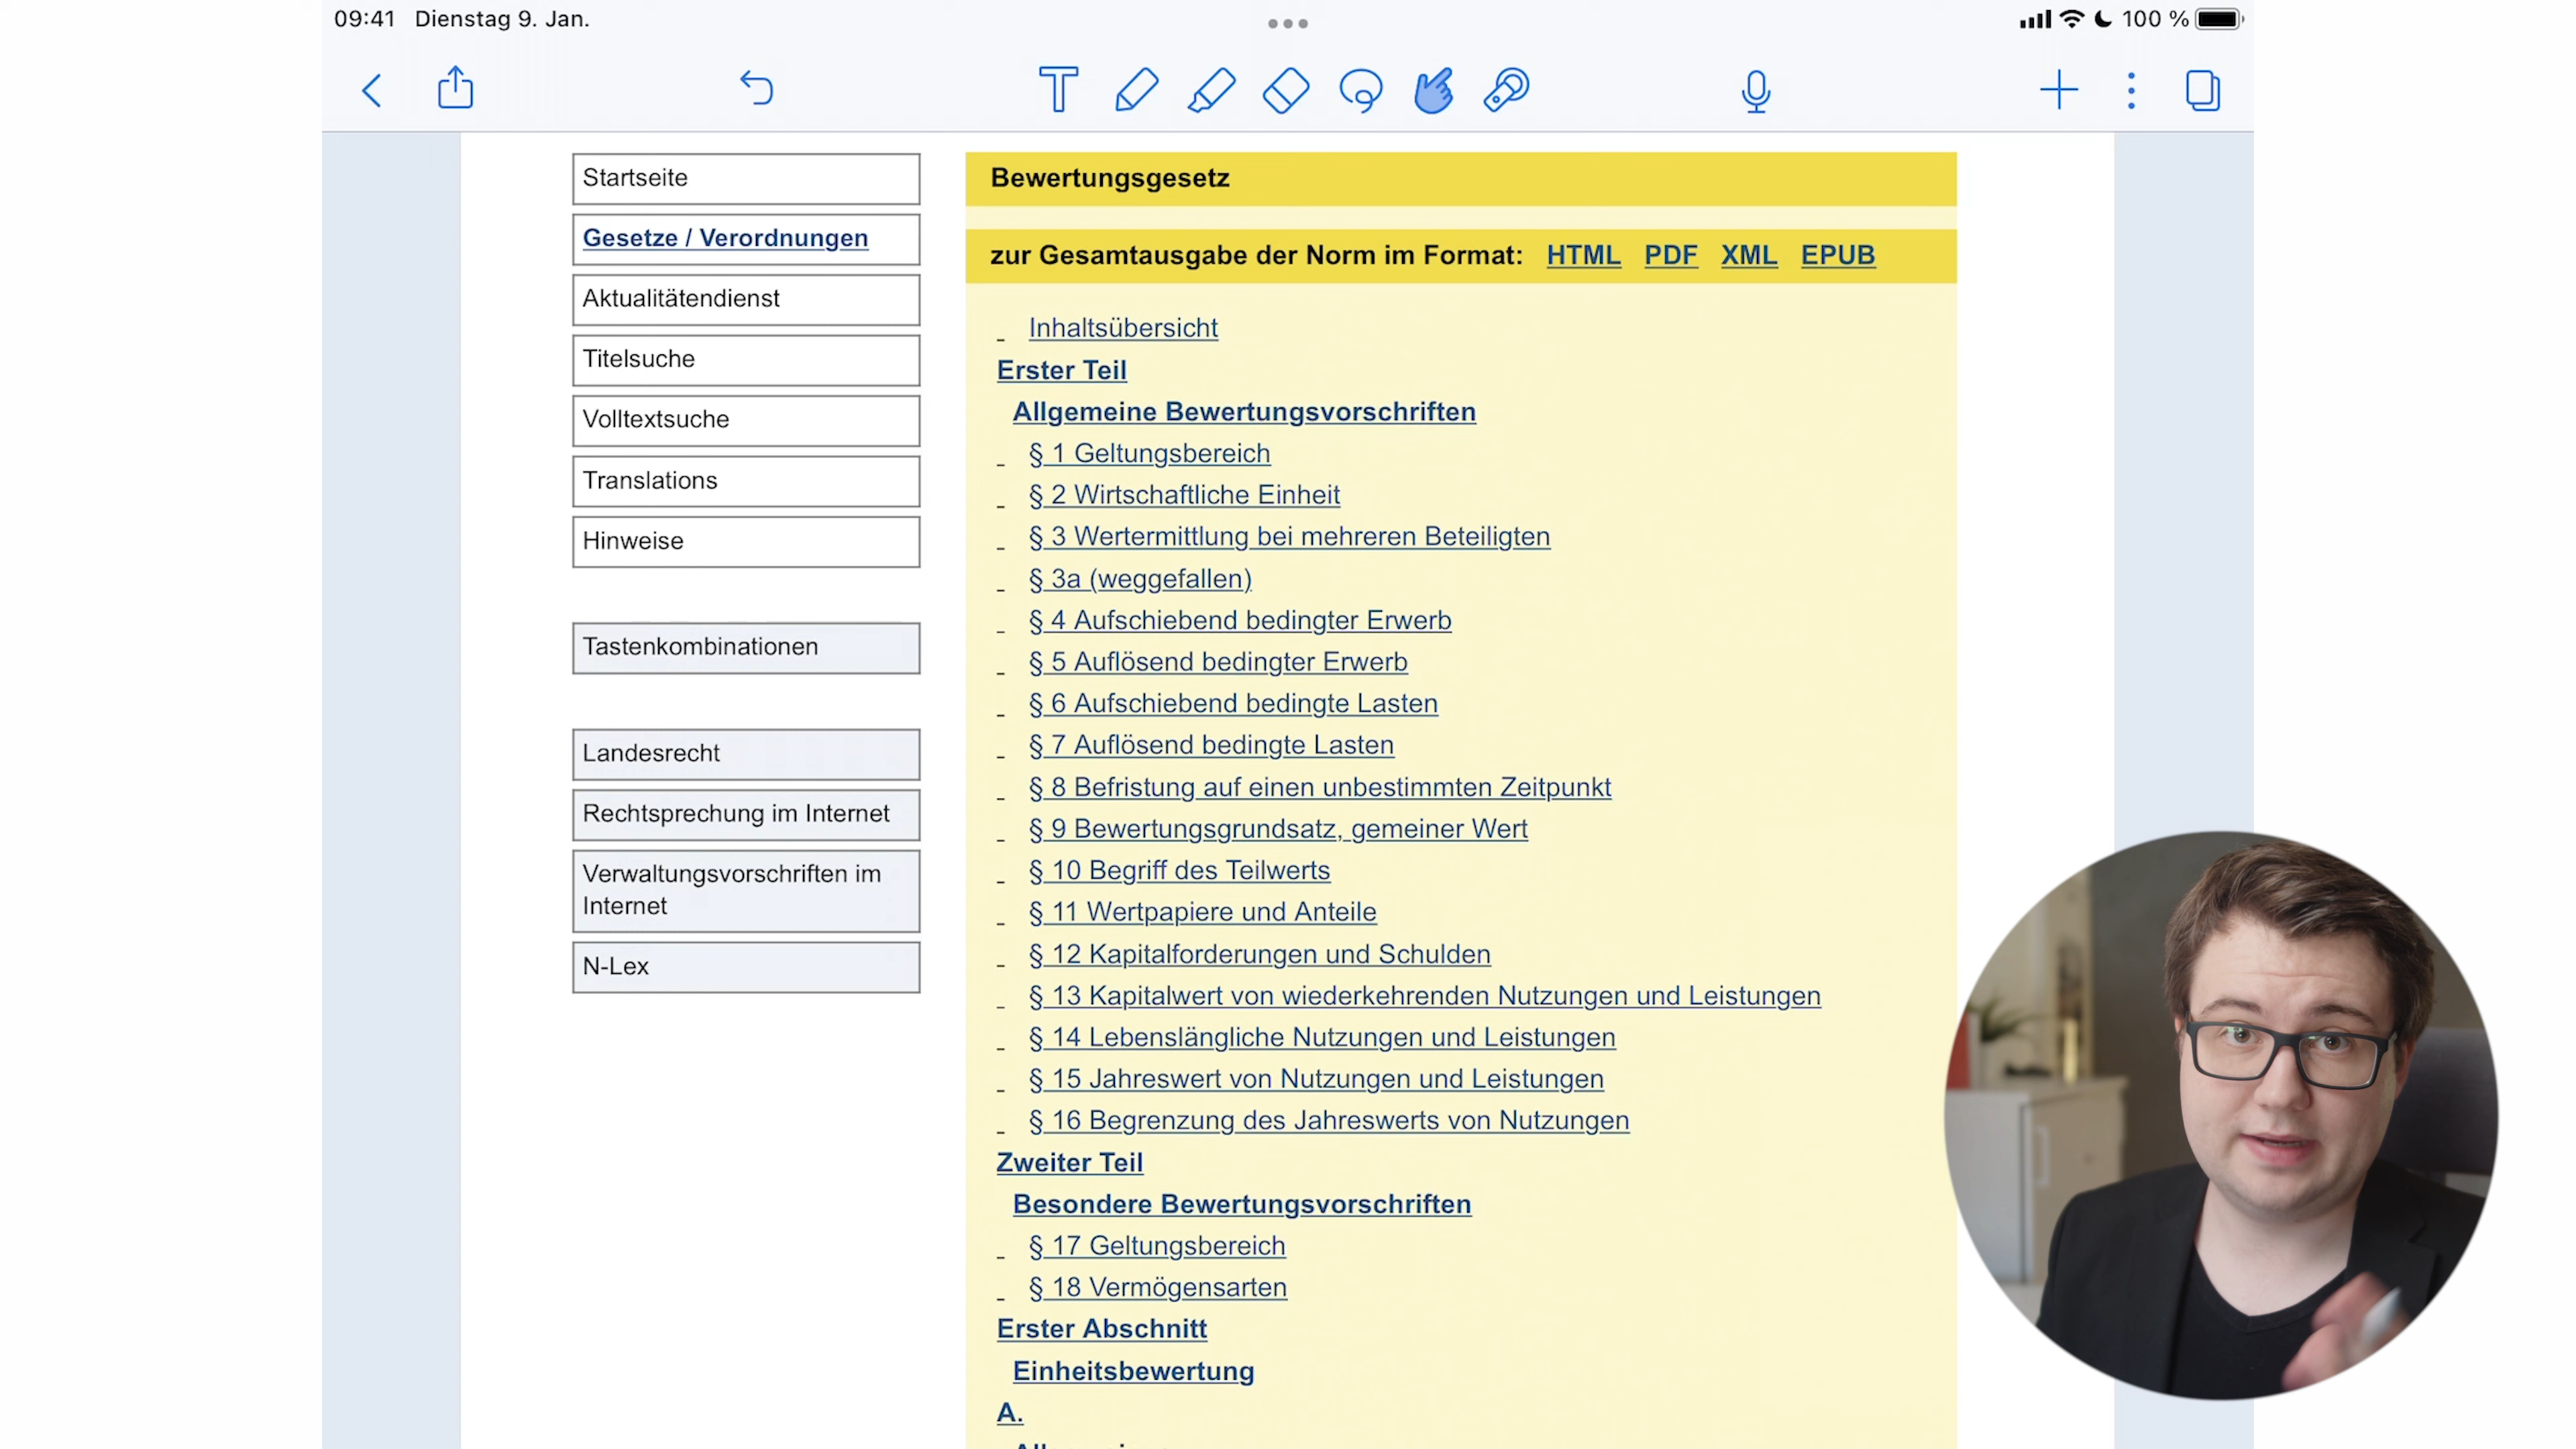 09:41 Dienstag 9. Jan.
100 %
Startseite
Gesetze / Verordnungen
Aktualitätendienst
Titelsuche
Volltextsuche
Translations
Hinweise
Tastenkombinationen
Landesrecht
Rechtsprechung im Internet
Verwaltungsvorschriften im
Internet
N-Lex
Bewertungsgesetz
zur Gesamtausgabe der Norm im Format: HTML PDF XML EPUB
Inhaltsübersicht
Erster Teil
Allgemeine Bewertungsvorschriften
§ 1 Geltungsbereich
§ 2 Wirtschaftliche Einheit
§ 3 Wertermittlung bei mehreren Beteiligten
§ 3a (weggefallen)
§ 4 Aufschiebend bedingter Erwerb
§ 5 Auflösend bedingter Erwerb
§ 6 Aufschiebend bedingte Lasten
§ 7 Auflösend bedingte Lasten
§ 8 Befristung auf einen unbestimmten Zeitpunkt
§ 9 Bewertungsgrundsatz, gemeiner Wert
§ 10 Begriff des Teilwerts
§ 11 Wertpapiere und Anteile
§ 12 Kapitalforderungen und Schulden
§ 13 Kapitalwert von wiederkehrenden Nutzungen und Leistungen
§ 14 Lebenslängliche Nutzungen und Leistungen
§ 15 Jahreswert von Nutzungen und Leistungen
§ 16 Begrenzung des Jahreswerts von Nutzungen
Zweiter Teil
Besondere Bewertungsvorschriften
§ 17 Geltungsbereich
§ 18 Vermögensarten
Erster Abschnitt
Einheitsbewertung
A.